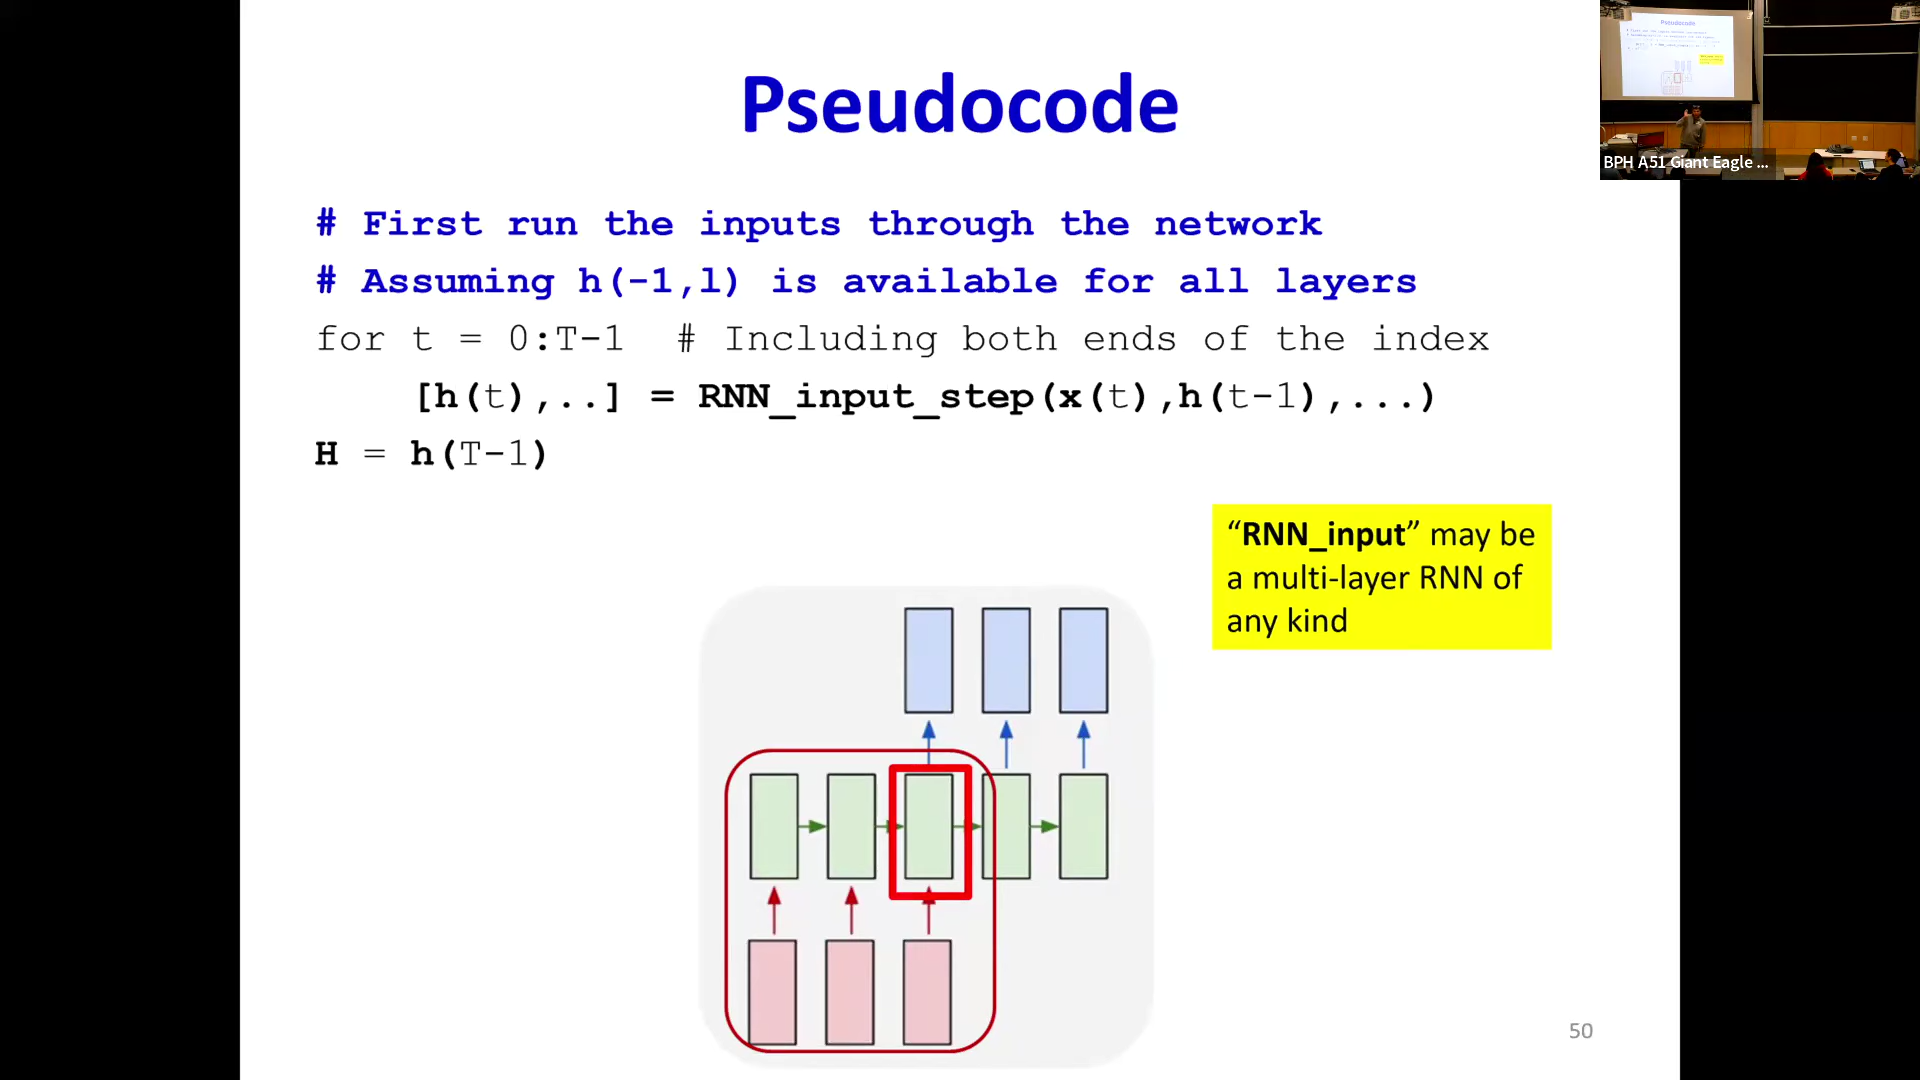 Pseudocode
# First run the inputs through the network
# Assuming h(-1,l) is available for all layers
for t = 0:T-1  # Including both ends of the index
[h(t),..] = RNN_input_step(x(t),h(t-1),...)
H = h(T-1)
“RNN_input” may be
a multi-layer RNN of
any kind
50
Pseudocode
BPH A51 Giant Eagle ...